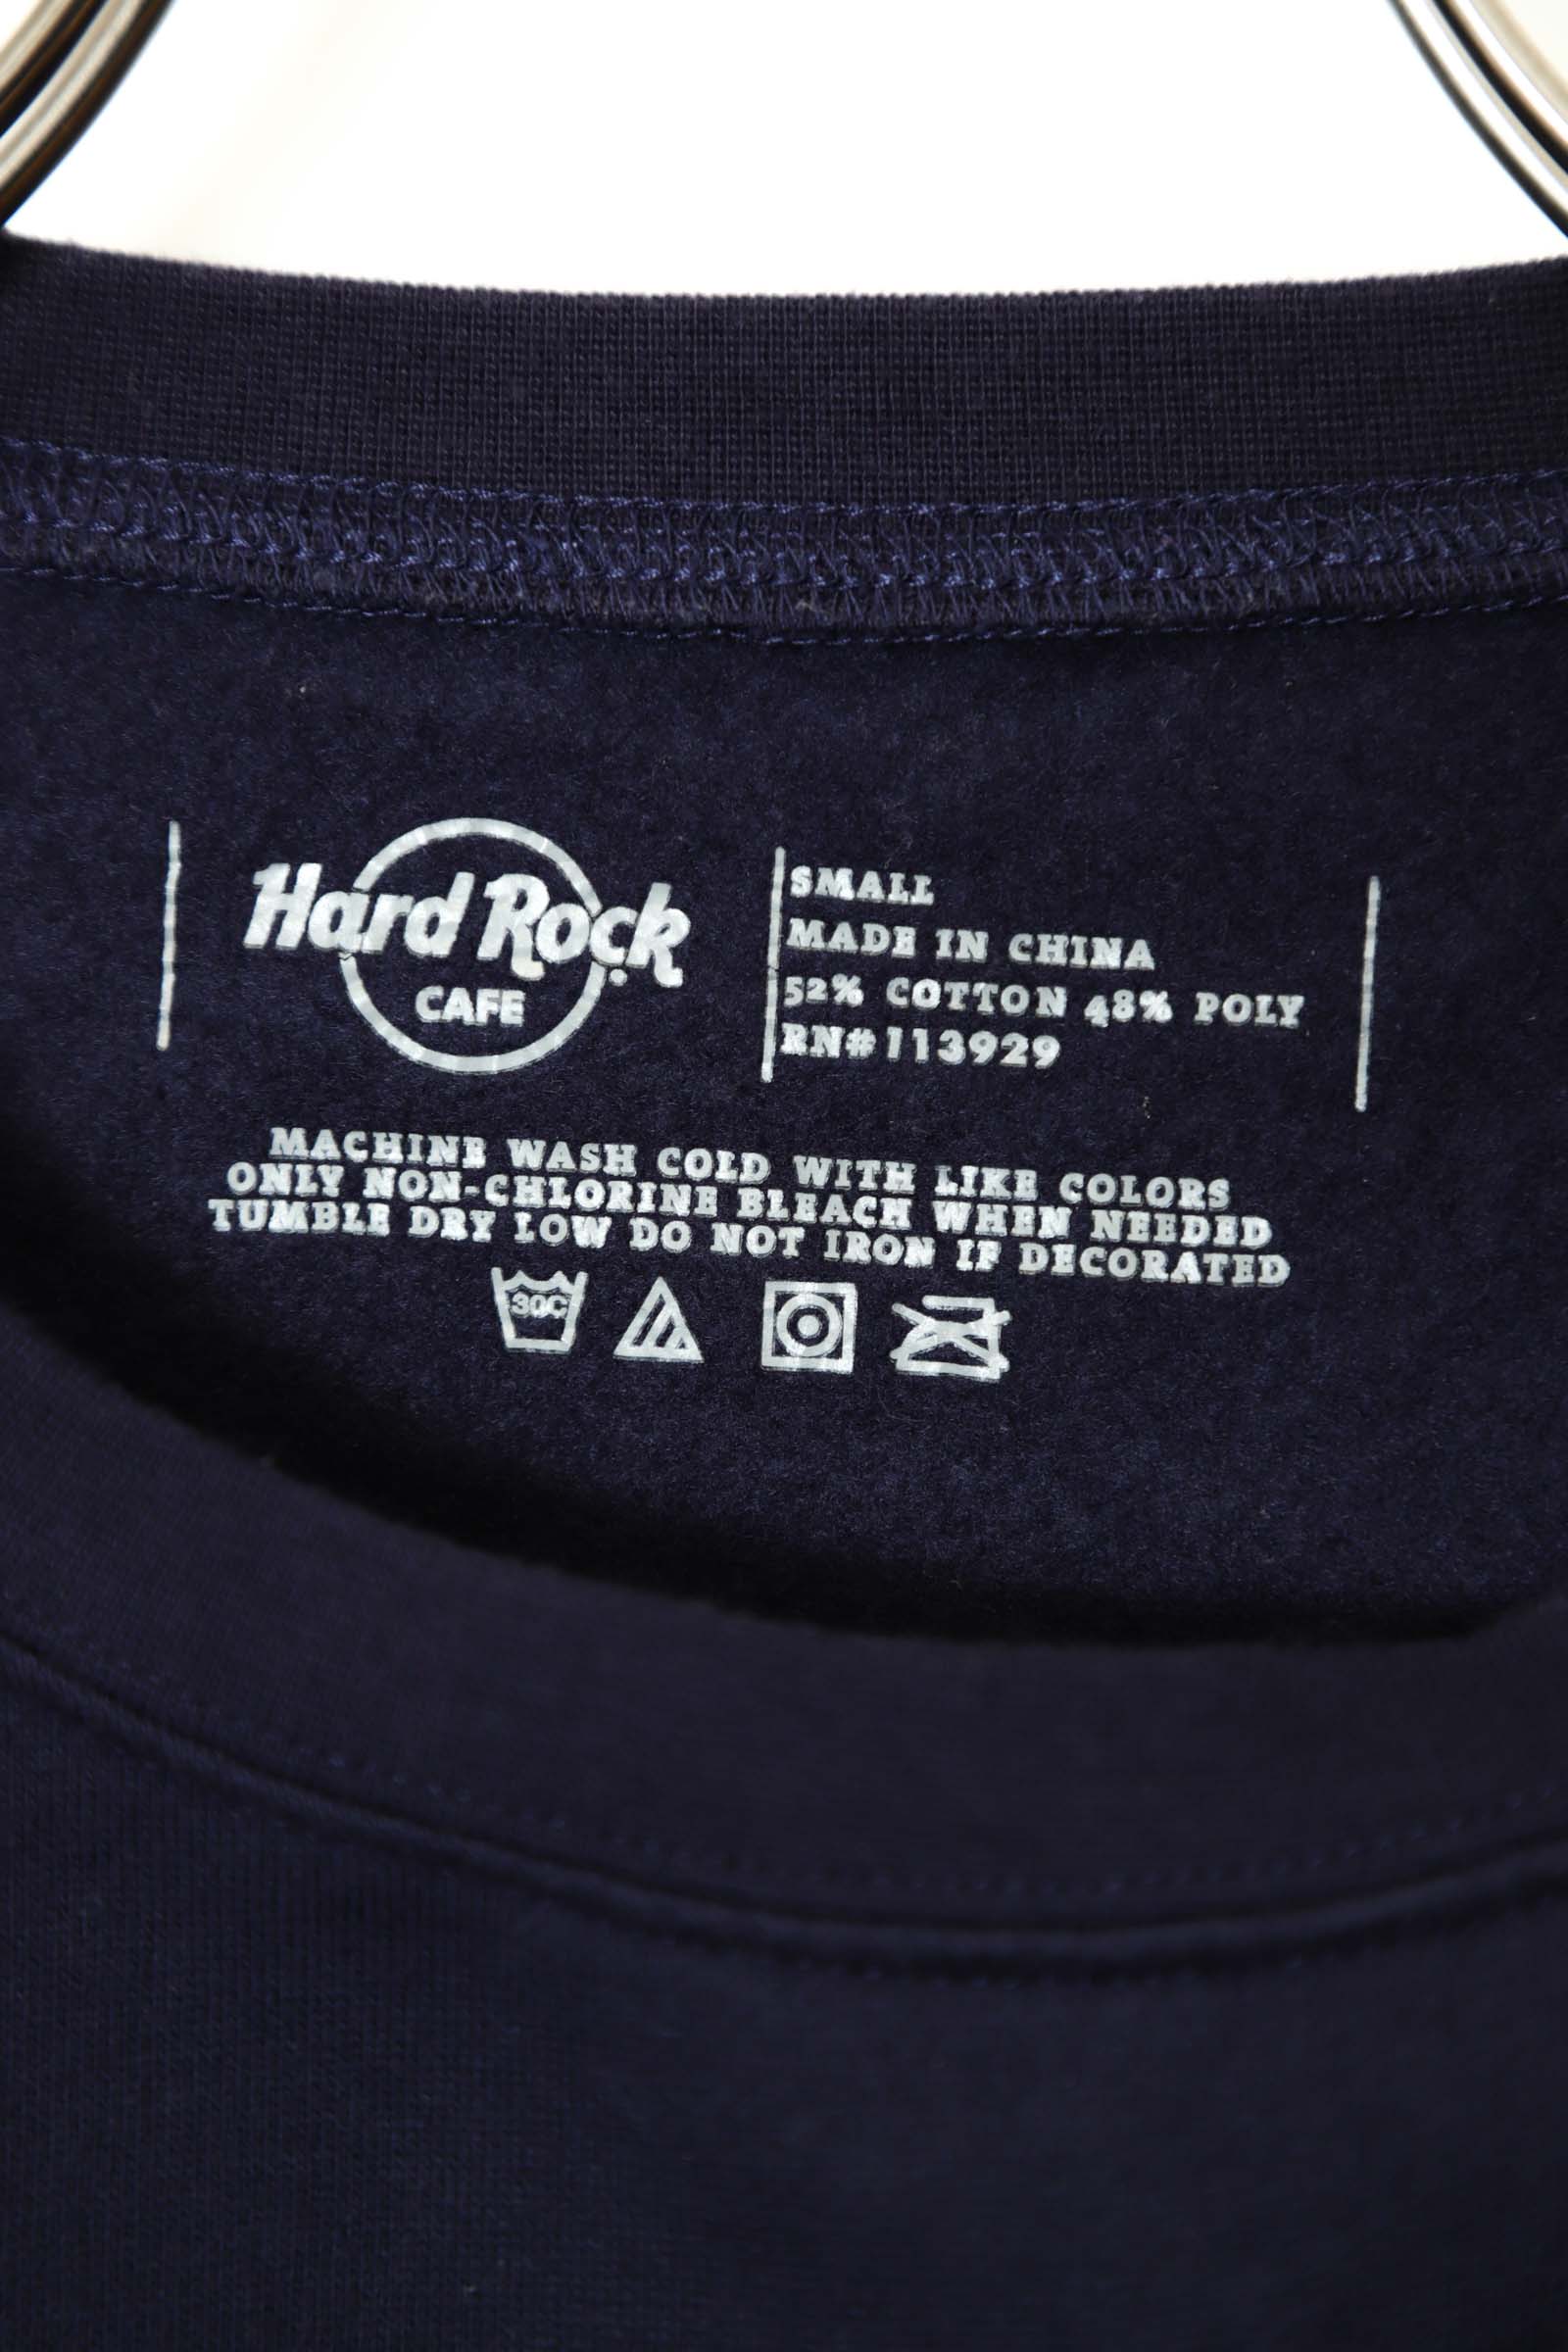 Hard Rock
CAFE
SMALL
MADE IN CHINA
52% COTTON 48% POLY
RN#113929
MACHINE WASH COLD WITH LIKE COLORS
ONLY NON-CHLORINE BLEACH WHEN NEEDED
TUMBLE DRY LOW DO NOT IRON IF DECORATED
30C